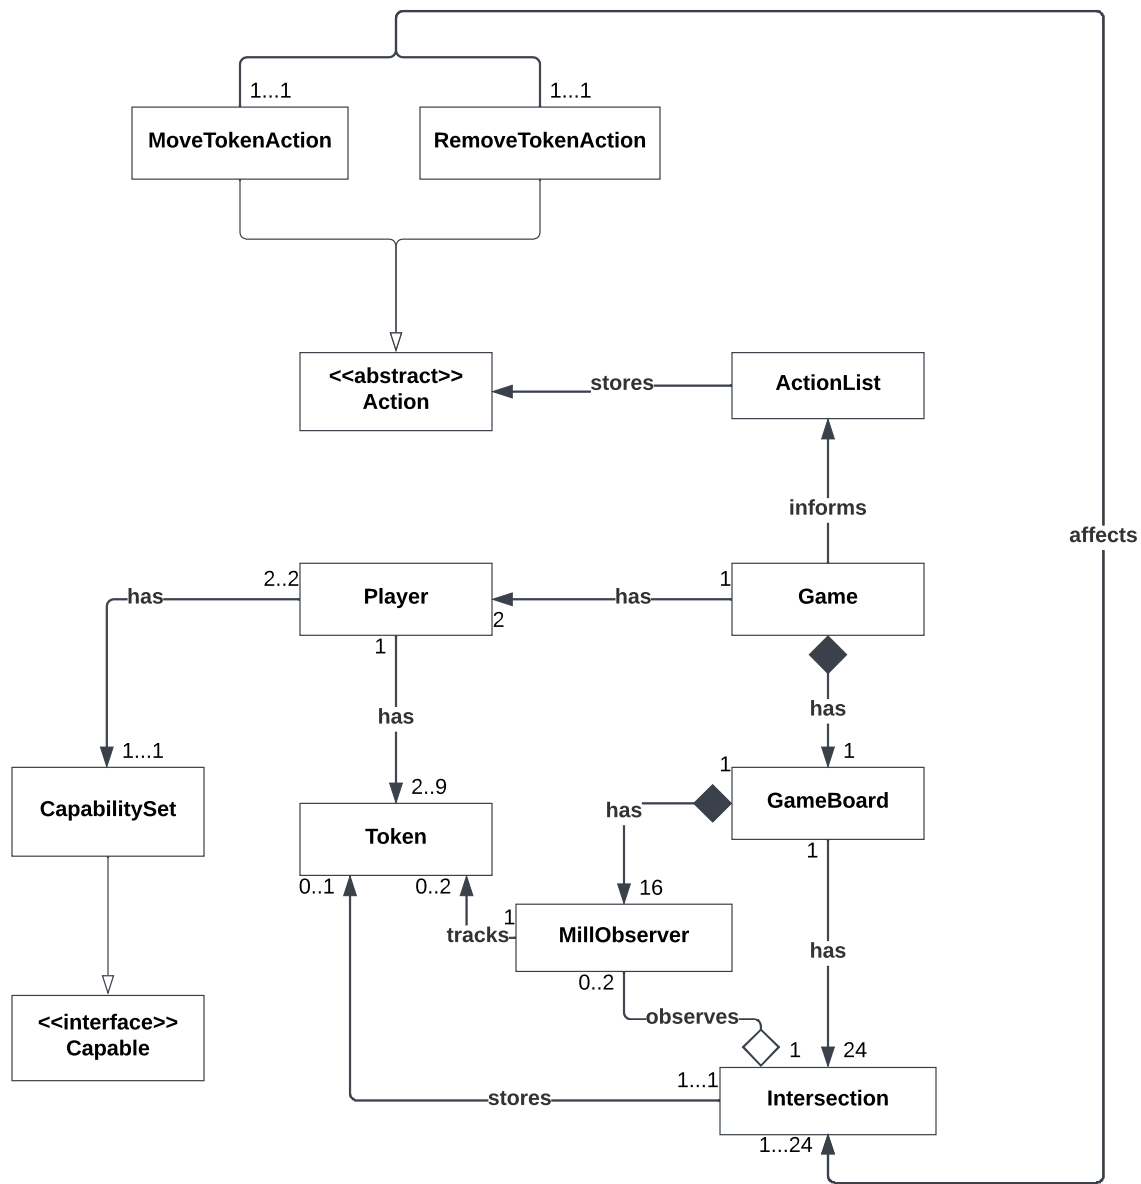 1...1
1...1
MoveTokenAction
RemoveTokenAction
<<abstract>>
Action
stores
ActionList
informs
affects
2..2
Player
2
has
1
Game
has
1
has
has
1...1
2..9
1
1
CapabilitySet
Token
has
GameBoard
0..1
0..2
16
1
tracks
1
MillObserver
has
0..2
observes
<<interface>>
Capable
1
24
stores
1...1
Intersection
1...24